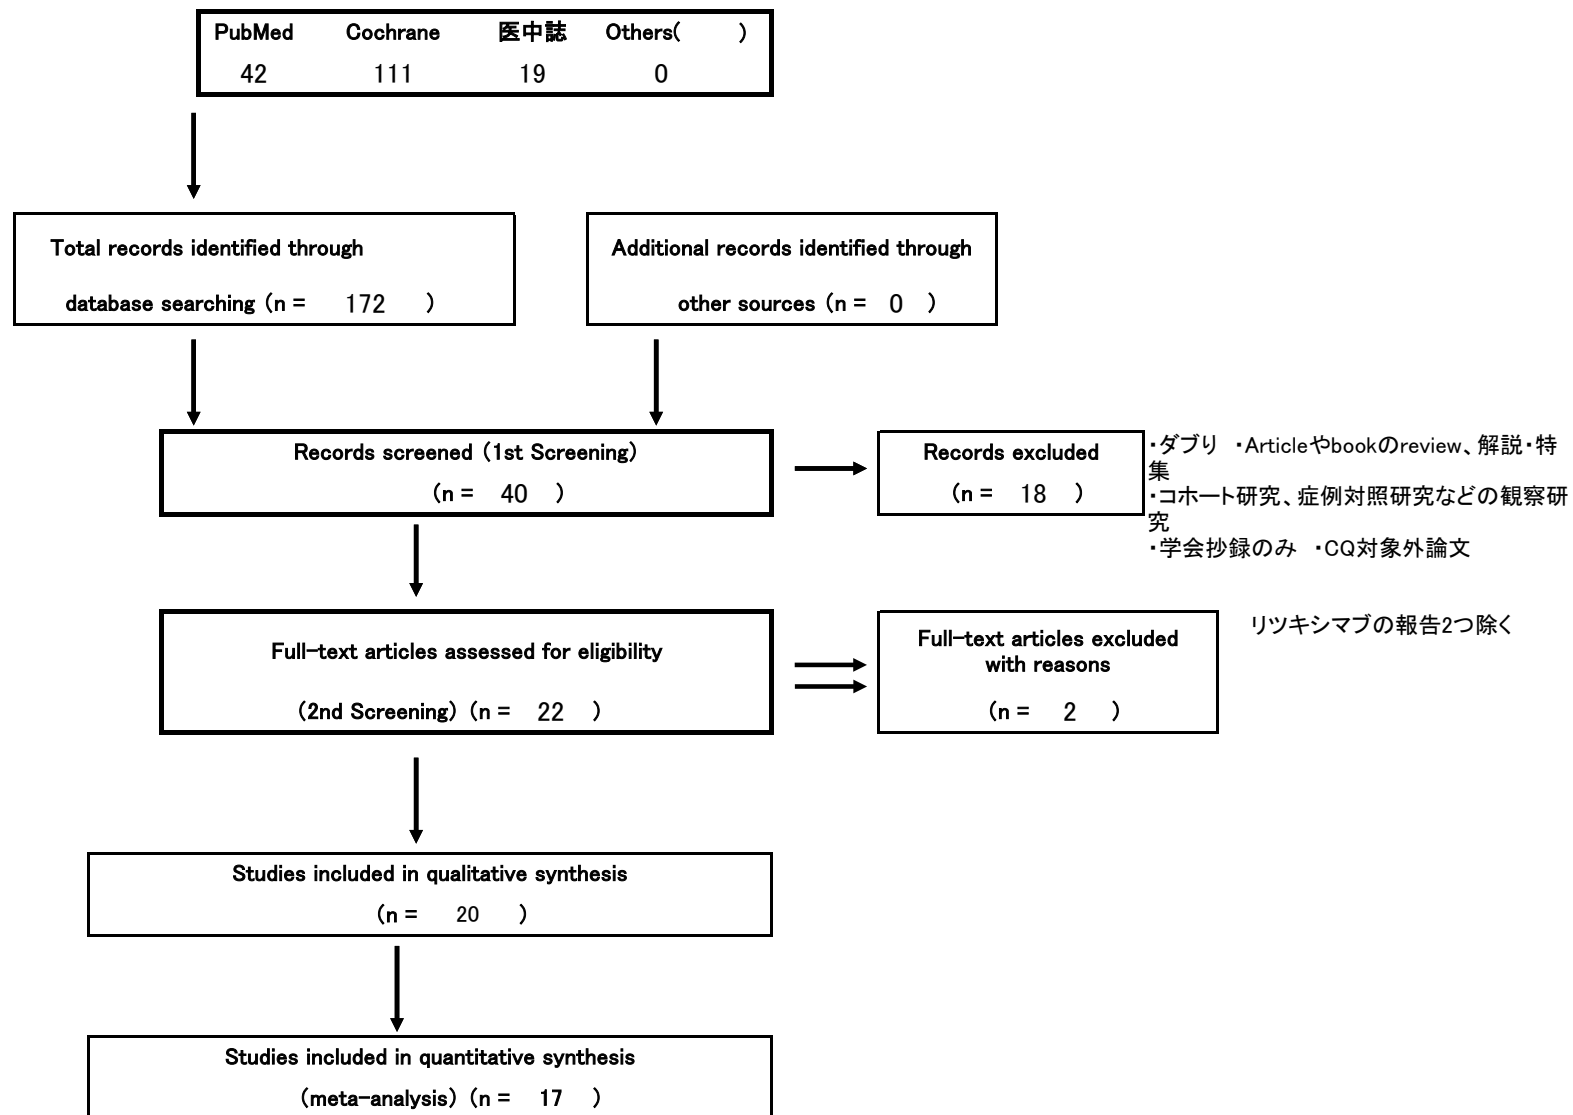 PubMed Cochrane 医中誌 Others( )
42 111 19 0
Total records identified through
database searching (n = 172 )
Additional records identified through
other sources (n = 0 )
Records screened (1st Screening)
(n = 40 )
Records excluded
(n = 18 )
・ダブり ・Articleやbookのreview、解説・特
集
・コホート研究、症例対照研究などの観察研
究
・学会抄録のみ ・CQ対象外論文
Full-text articles assessed for eligibility
(2nd Screening) (n = 22 )
Full-text articles excluded
with reasons
(n = 2 )
リツキシマブの報告2つ除く
Studies included in qualitative synthesis
(n = 20 )
Studies included in quantitative synthesis
(meta-analysis) (n = 17 )